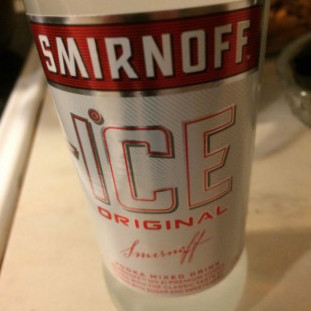 SMIRNOFF
ICE
ORIGINAL
Smirnoff
VODKA MIXED DRINK